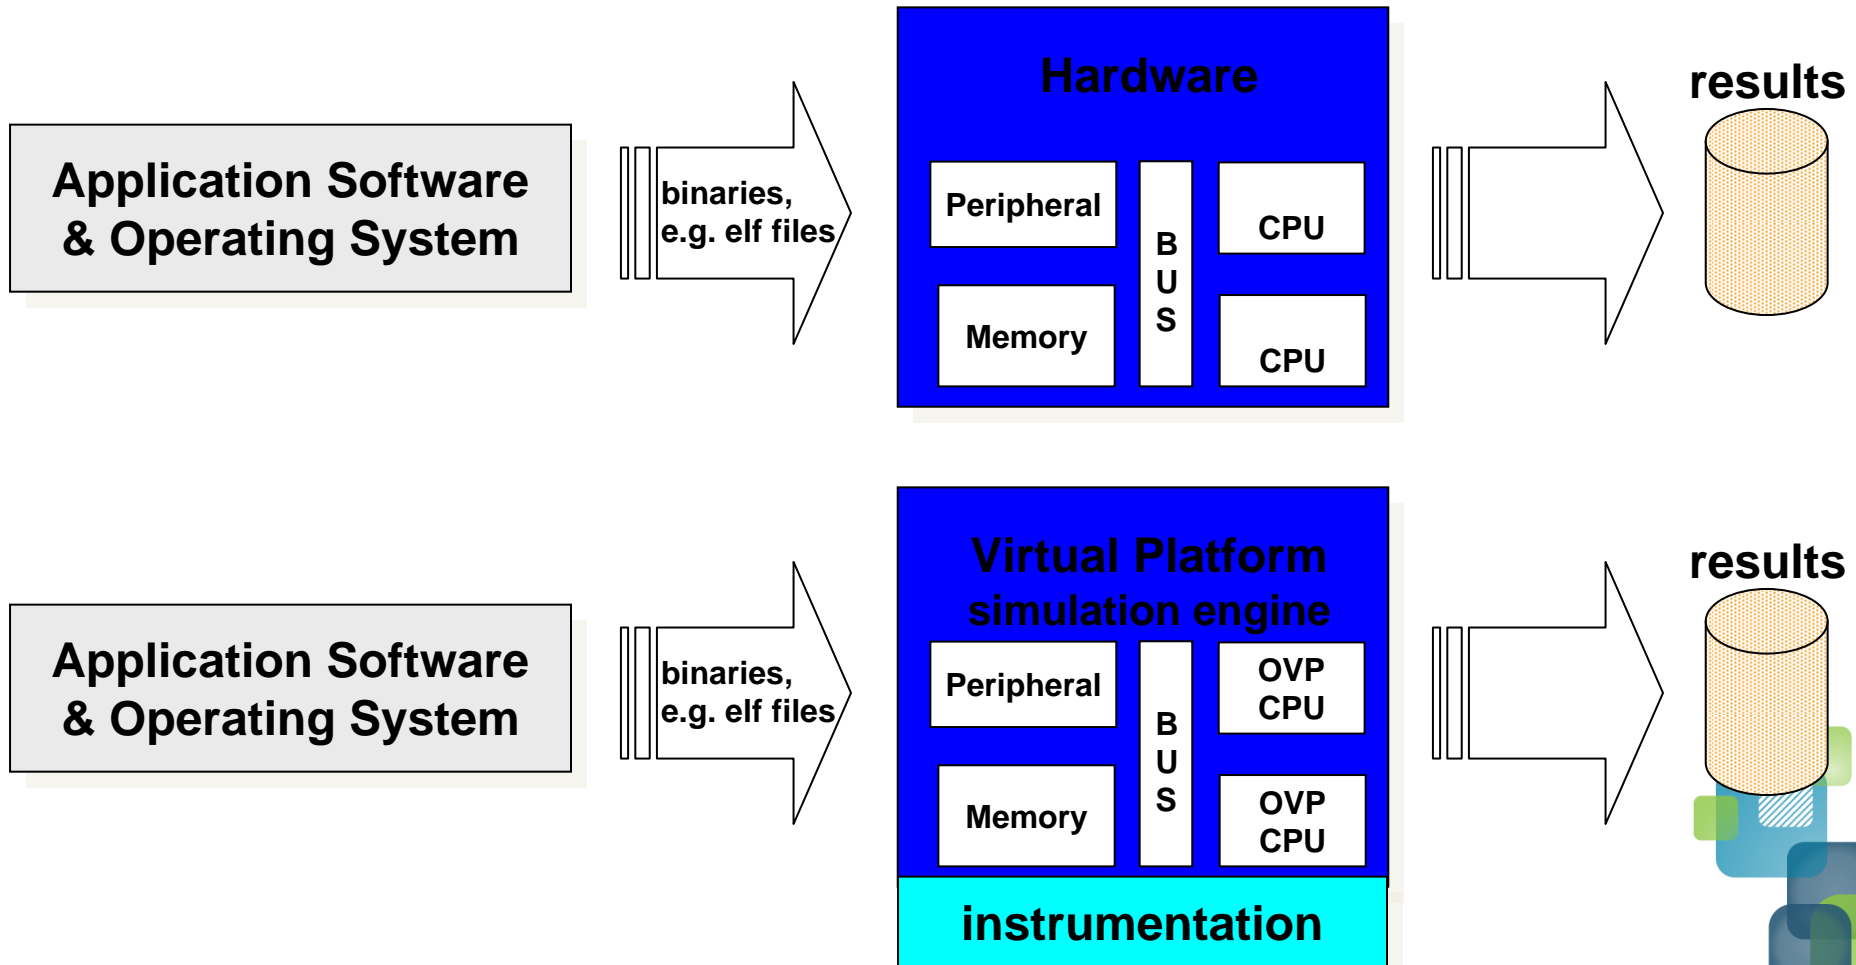 Hardware
results
Application Software
& Operating System
binaries,
e.g. elf files
Peripheral
Memory
B
U
S
CPU
CPU
Virtual Platform
simulation engine
results
Application Software
& Operating System
binaries,
e.g. elf files
Peripheral
Memory
B
U
S
OVP
CPU
OVP
CPU
instrumentation